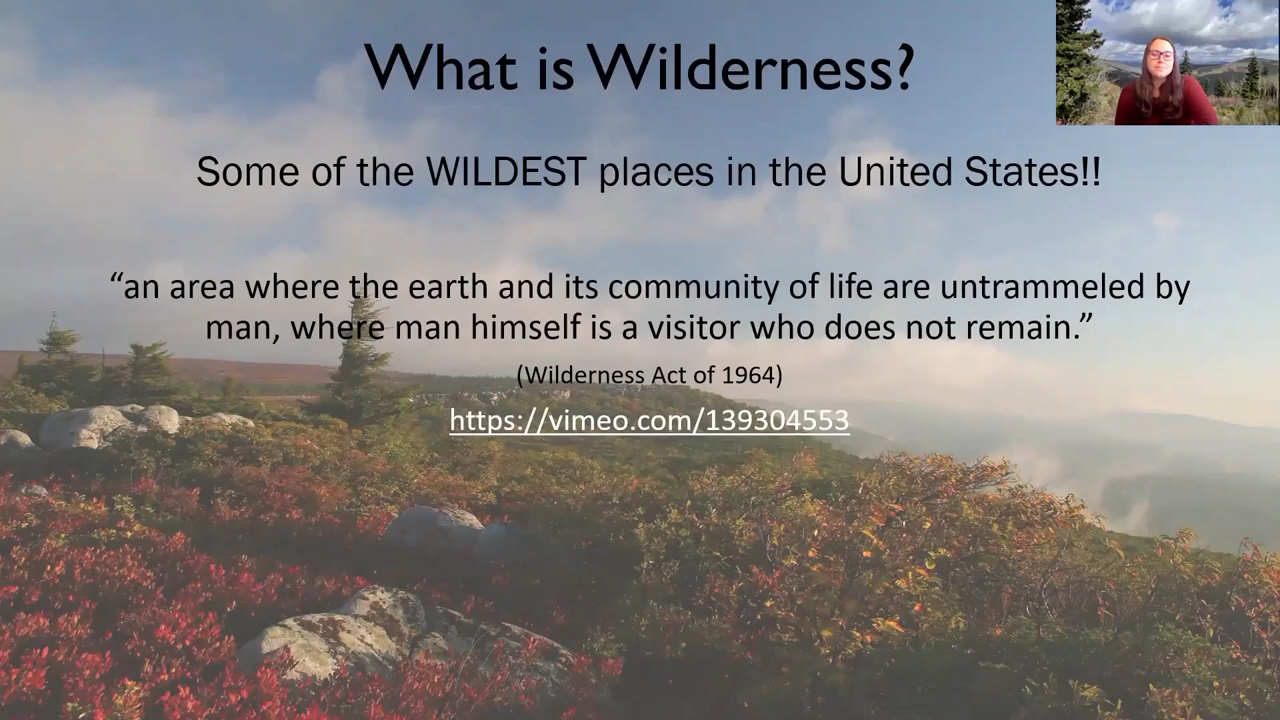 What is Wilderness?
Some of the WILDEST places in the United States!!
“an area where the earth and its community of life are untrammeled by
man, where man himself is a visitor who does not remain.”
(Wilderness Act of 1964)
https://vimeo.com/139304553